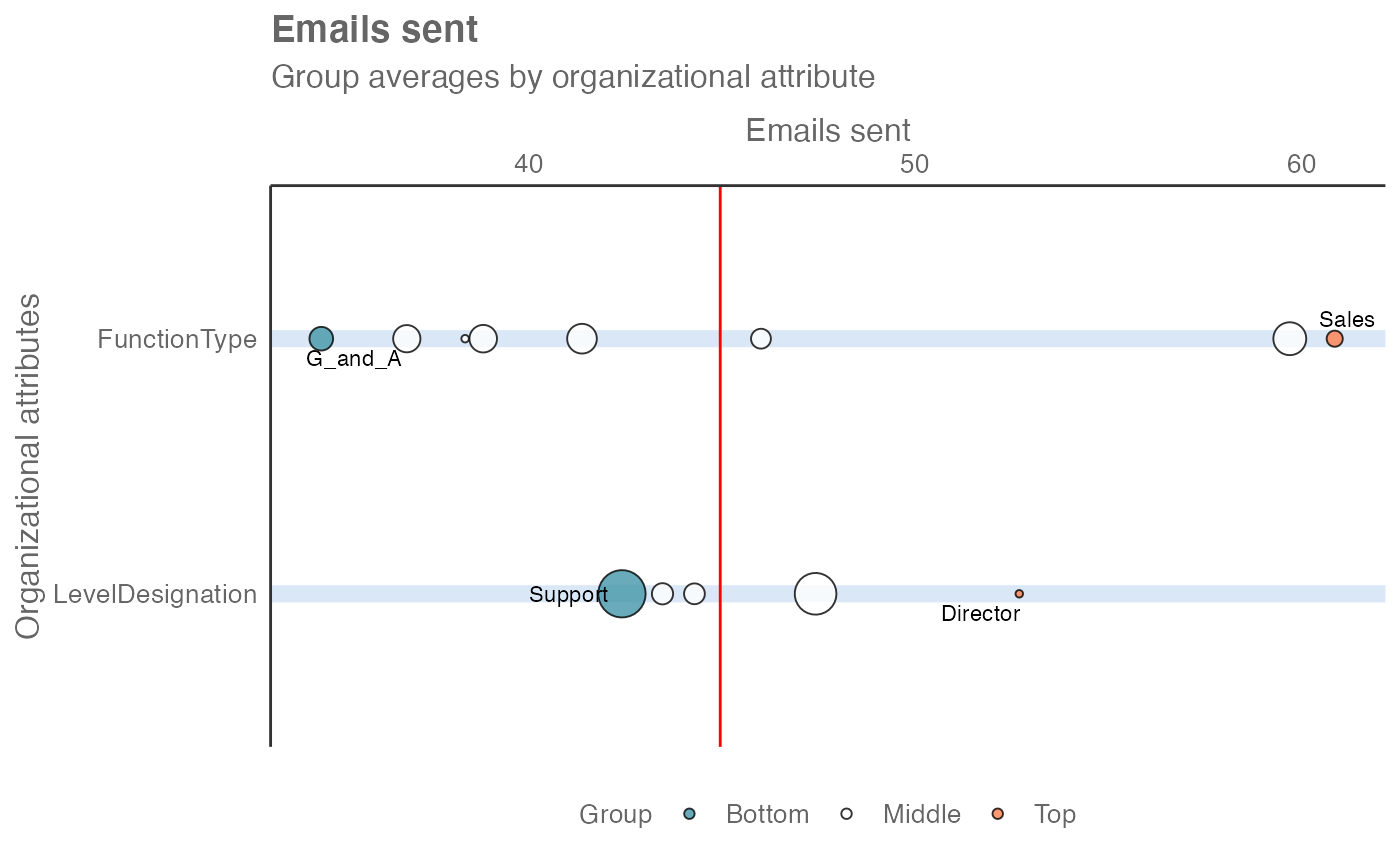 Emails sent
Group averages by organizational attribute
Emails sent
40 50 60
Organizational attributes
FunctionType
Sales
G_and_A
LevelDesignation
Support
Director
Group Bottom Middle Top